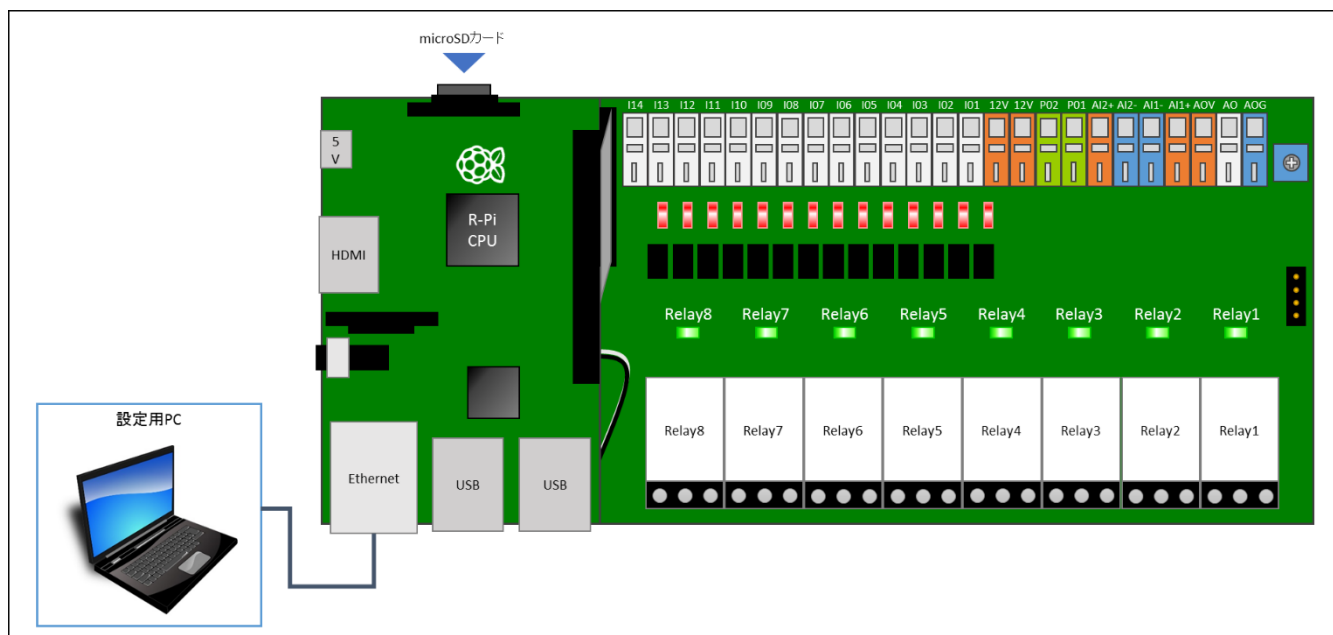 microSDカード
I14 I13 I12 I11 I10 I09 I08 I07 I06 I05 I04 I03 I02 I01 12V 12V P02 P01 AI2+ AI2- AI1- AI1+ AOV AO AOG
5
V
R-Pi
CPU
HDMI
Relay8 Relay7 Relay6 Relay5 Relay4 Relay3 Relay2 Relay1
設定用PC
Relay8 Relay7 Relay6 Relay5 Relay4 Relay3 Relay2 Relay1
Ethernet
USB
USB